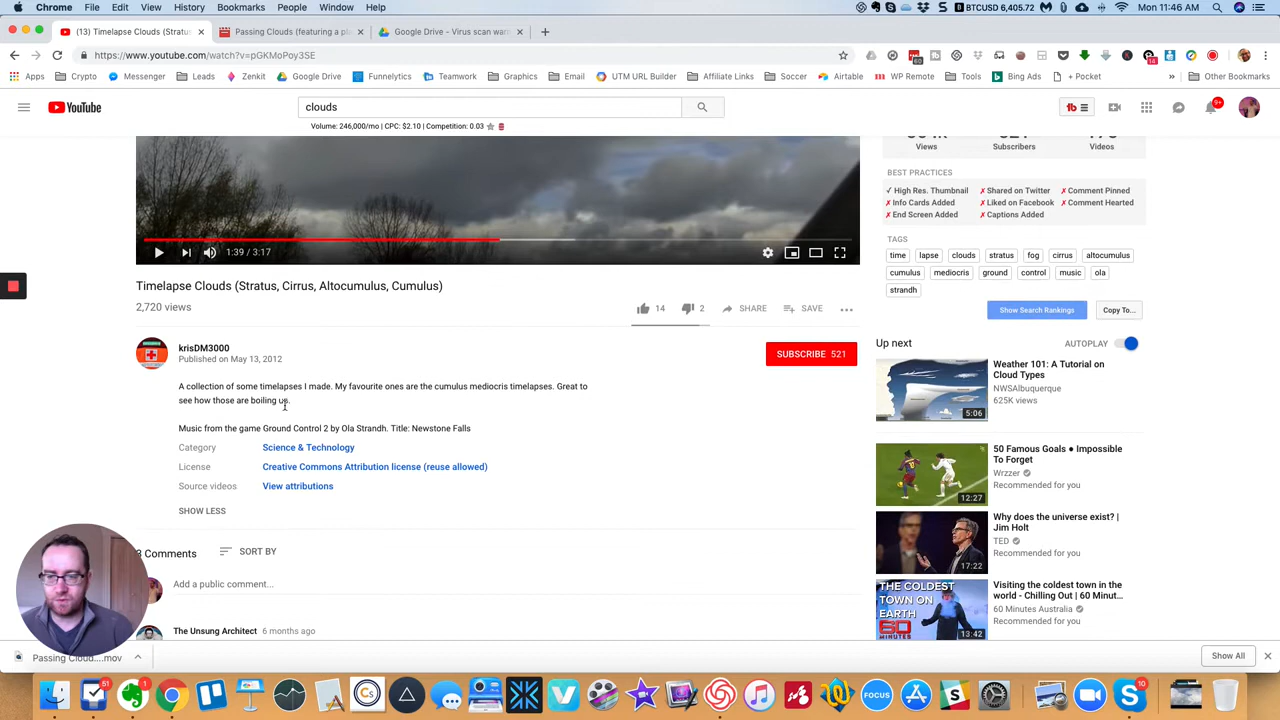 Chrome File Edit View History Bookmarks People Window Help
BTCUSD 6,405.72 Mon 11:46 AM
(13) Timelapse Clouds (Stratus,
Passing Clouds (featuring a pla
Google Drive - Virus scan warn
https://www.youtube.com/watch?v=pGKMoPoy3SE
60
14
Apps Crypto Messenger Leads Zenkit Google Drive Funnelytics Teamwork Graphics Email UTM URL Builder Affiliate Links Soccer Airtable WP Remote Tools Bing Ads + Pocket » Other Bookmarks
YouTube
clouds
9+
Volume: 246,000/mo | CPC: $2.10 | Competition: 0.03
Views Subscribers Videos
BEST PRACTICES
✓ High Res. Thumbnail ✗ Shared on Twitter ✗ Comment Pinned
✗ Info Cards Added ✗ Liked on Facebook ✗ Comment Hearted
✗ End Screen Added ✗ Captions Added
TAGS
time lapse clouds stratus fog cirrus altocumulus
cumulus mediocris ground control music ola
strandh
Show Search Rankings Copy To...
1:39 / 3:17
Timelapse Clouds (Stratus, Cirrus, Altocumulus, Cumulus)
2,720 views
14 2 SHARE SAVE
krisDM3000
Published on May 13, 2012
SUBSCRIBE 521
A collection of some timelapses I made. My favourite ones are the cumulus mediocris timelapses. Great to
see how those are boiling up.
Music from the game Ground Control 2 by Ola Strandh. Title: Newstone Falls
Category Science & Technology
License Creative Commons Attribution license (reuse allowed)
Source videos View attributions
SHOW LESS
Comments SORT BY
Add a public comment...
The Unsung Architect 6 months ago
Up next AUTOPLAY
Weather 101: A Tutorial on
Cloud Types
NWSAlbuquerque
625K views
5:06
50 Famous Goals ● Impossible
To Forget
Wrzzer
Recommended for you
12:27
Why does the universe exist? |
Jim Holt
TED
Recommended for you
17:22
Visiting the coldest town in the
world - Chilling Out | 60 Minut...
60 Minutes Australia
Recommended for you
THE COLDEST
TOWN ON
EARTH
60
MINUTES
13:42
Passing Cloud....mov
Show All
51
1
FOCUS
10